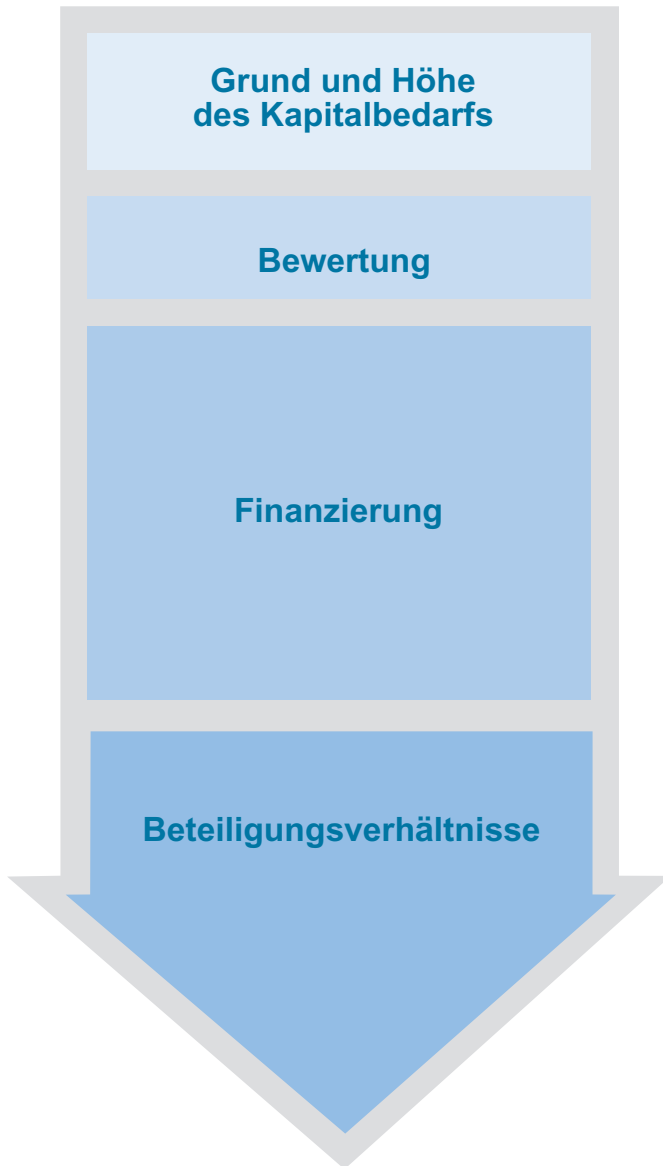 Grund und Höhe
des Kapitalbedarfs
Bewertung
Finanzierung
Beteiligungsverhältnisse